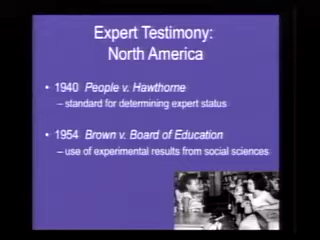 Expert Testimony:
North America
• 1940 People v. Hawthorne
– standard for determining expert status
• 1954 Brown v. Board of Education
– use of experimental results from social sciences